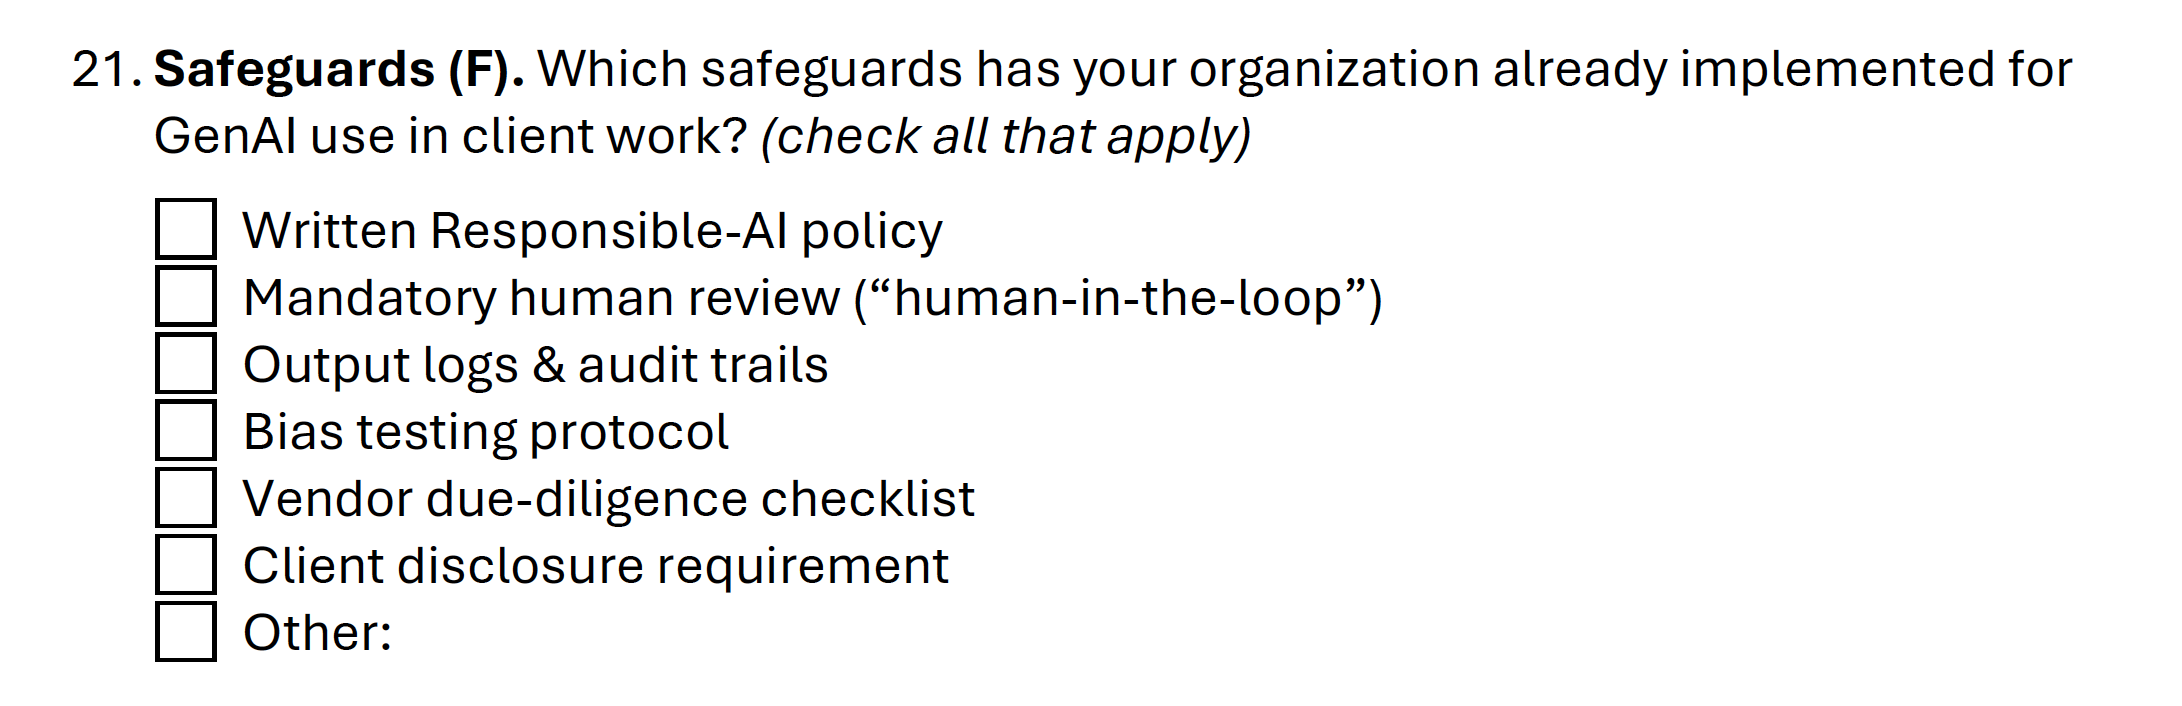 21. Safeguards (F). Which safeguards has your organization already implemented for
GenAI use in client work? (check all that apply)
Written Responsible-AI policy
Mandatory human review (“human-in-the-loop”)
Output logs & audit trails
Bias testing protocol
Vendor due-diligence checklist
Client disclosure requirement
Other: